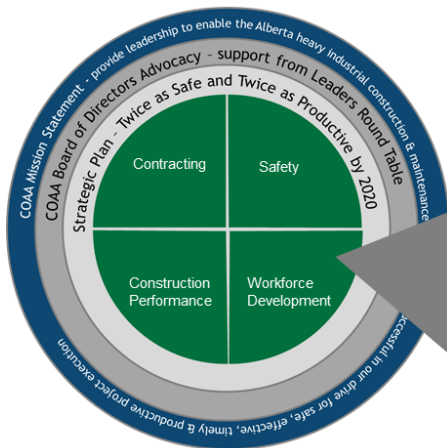 COAA Mission Statement - provide leadership to enable the Alberta heavy industrial construction & maintenance
successful in our drive for safe, effective, timely & productive project execution
COAA Board of Directors Advocacy - support from Leaders Round Table
Strategic Plan - Twice as Safe and Twice as Productive by 2020
Contracting
Safety
Construction
Performance
Workforce
Development